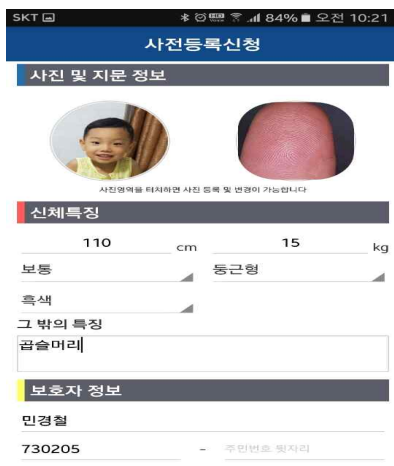 SKT 84% 오전 10:21
사전등록신청
사진 및 지문 정보
사진영역을 터치하면 사진 등록 및 변경이 가능합니다
신체특징
110 cm 15 kg
보통 둥근형
흑색
그 밖의 특징
곱슬머리
보호자 정보
민경철
730205 - 주민번호 뒷자리